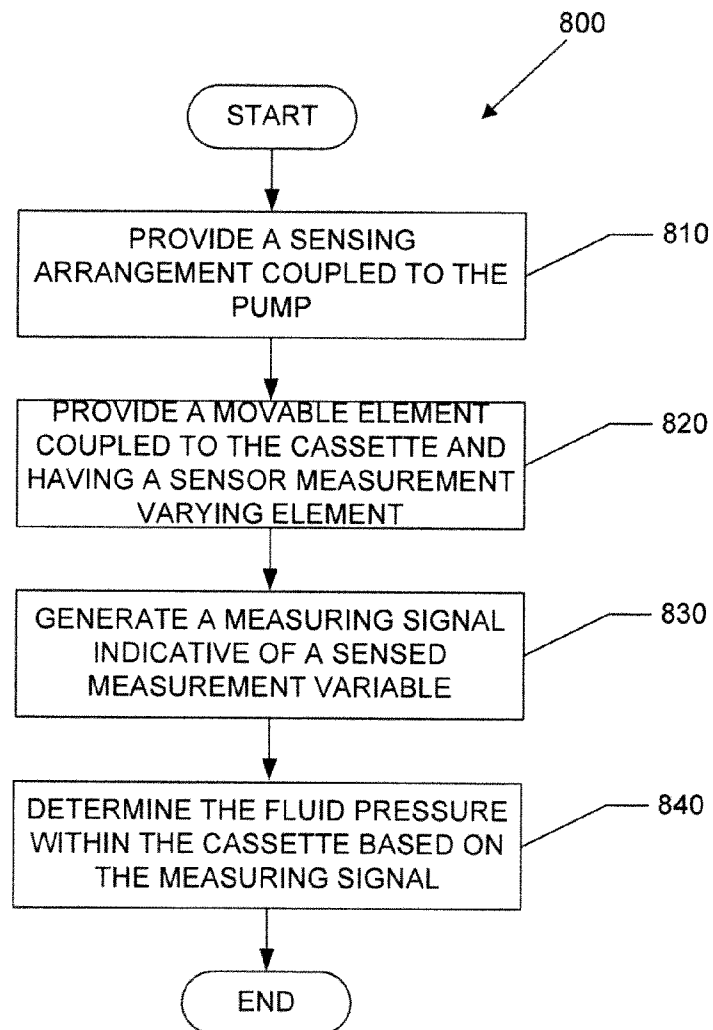 800
START
PROVIDE A SENSING
ARRANGEMENT COUPLED TO THE
PUMP
810
PROVIDE A MOVABLE ELEMENT
COUPLED TO THE CASSETTE AND
HAVING A SENSOR MEASUREMENT
VARYING ELEMENT
820
GENERATE A MEASURING SIGNAL
INDICATIVE OF A SENSED
MEASUREMENT VARIABLE
830
DETERMINE THE FLUID PRESSURE
WITHIN THE CASSETTE BASED ON
THE MEASURING SIGNAL
840
END